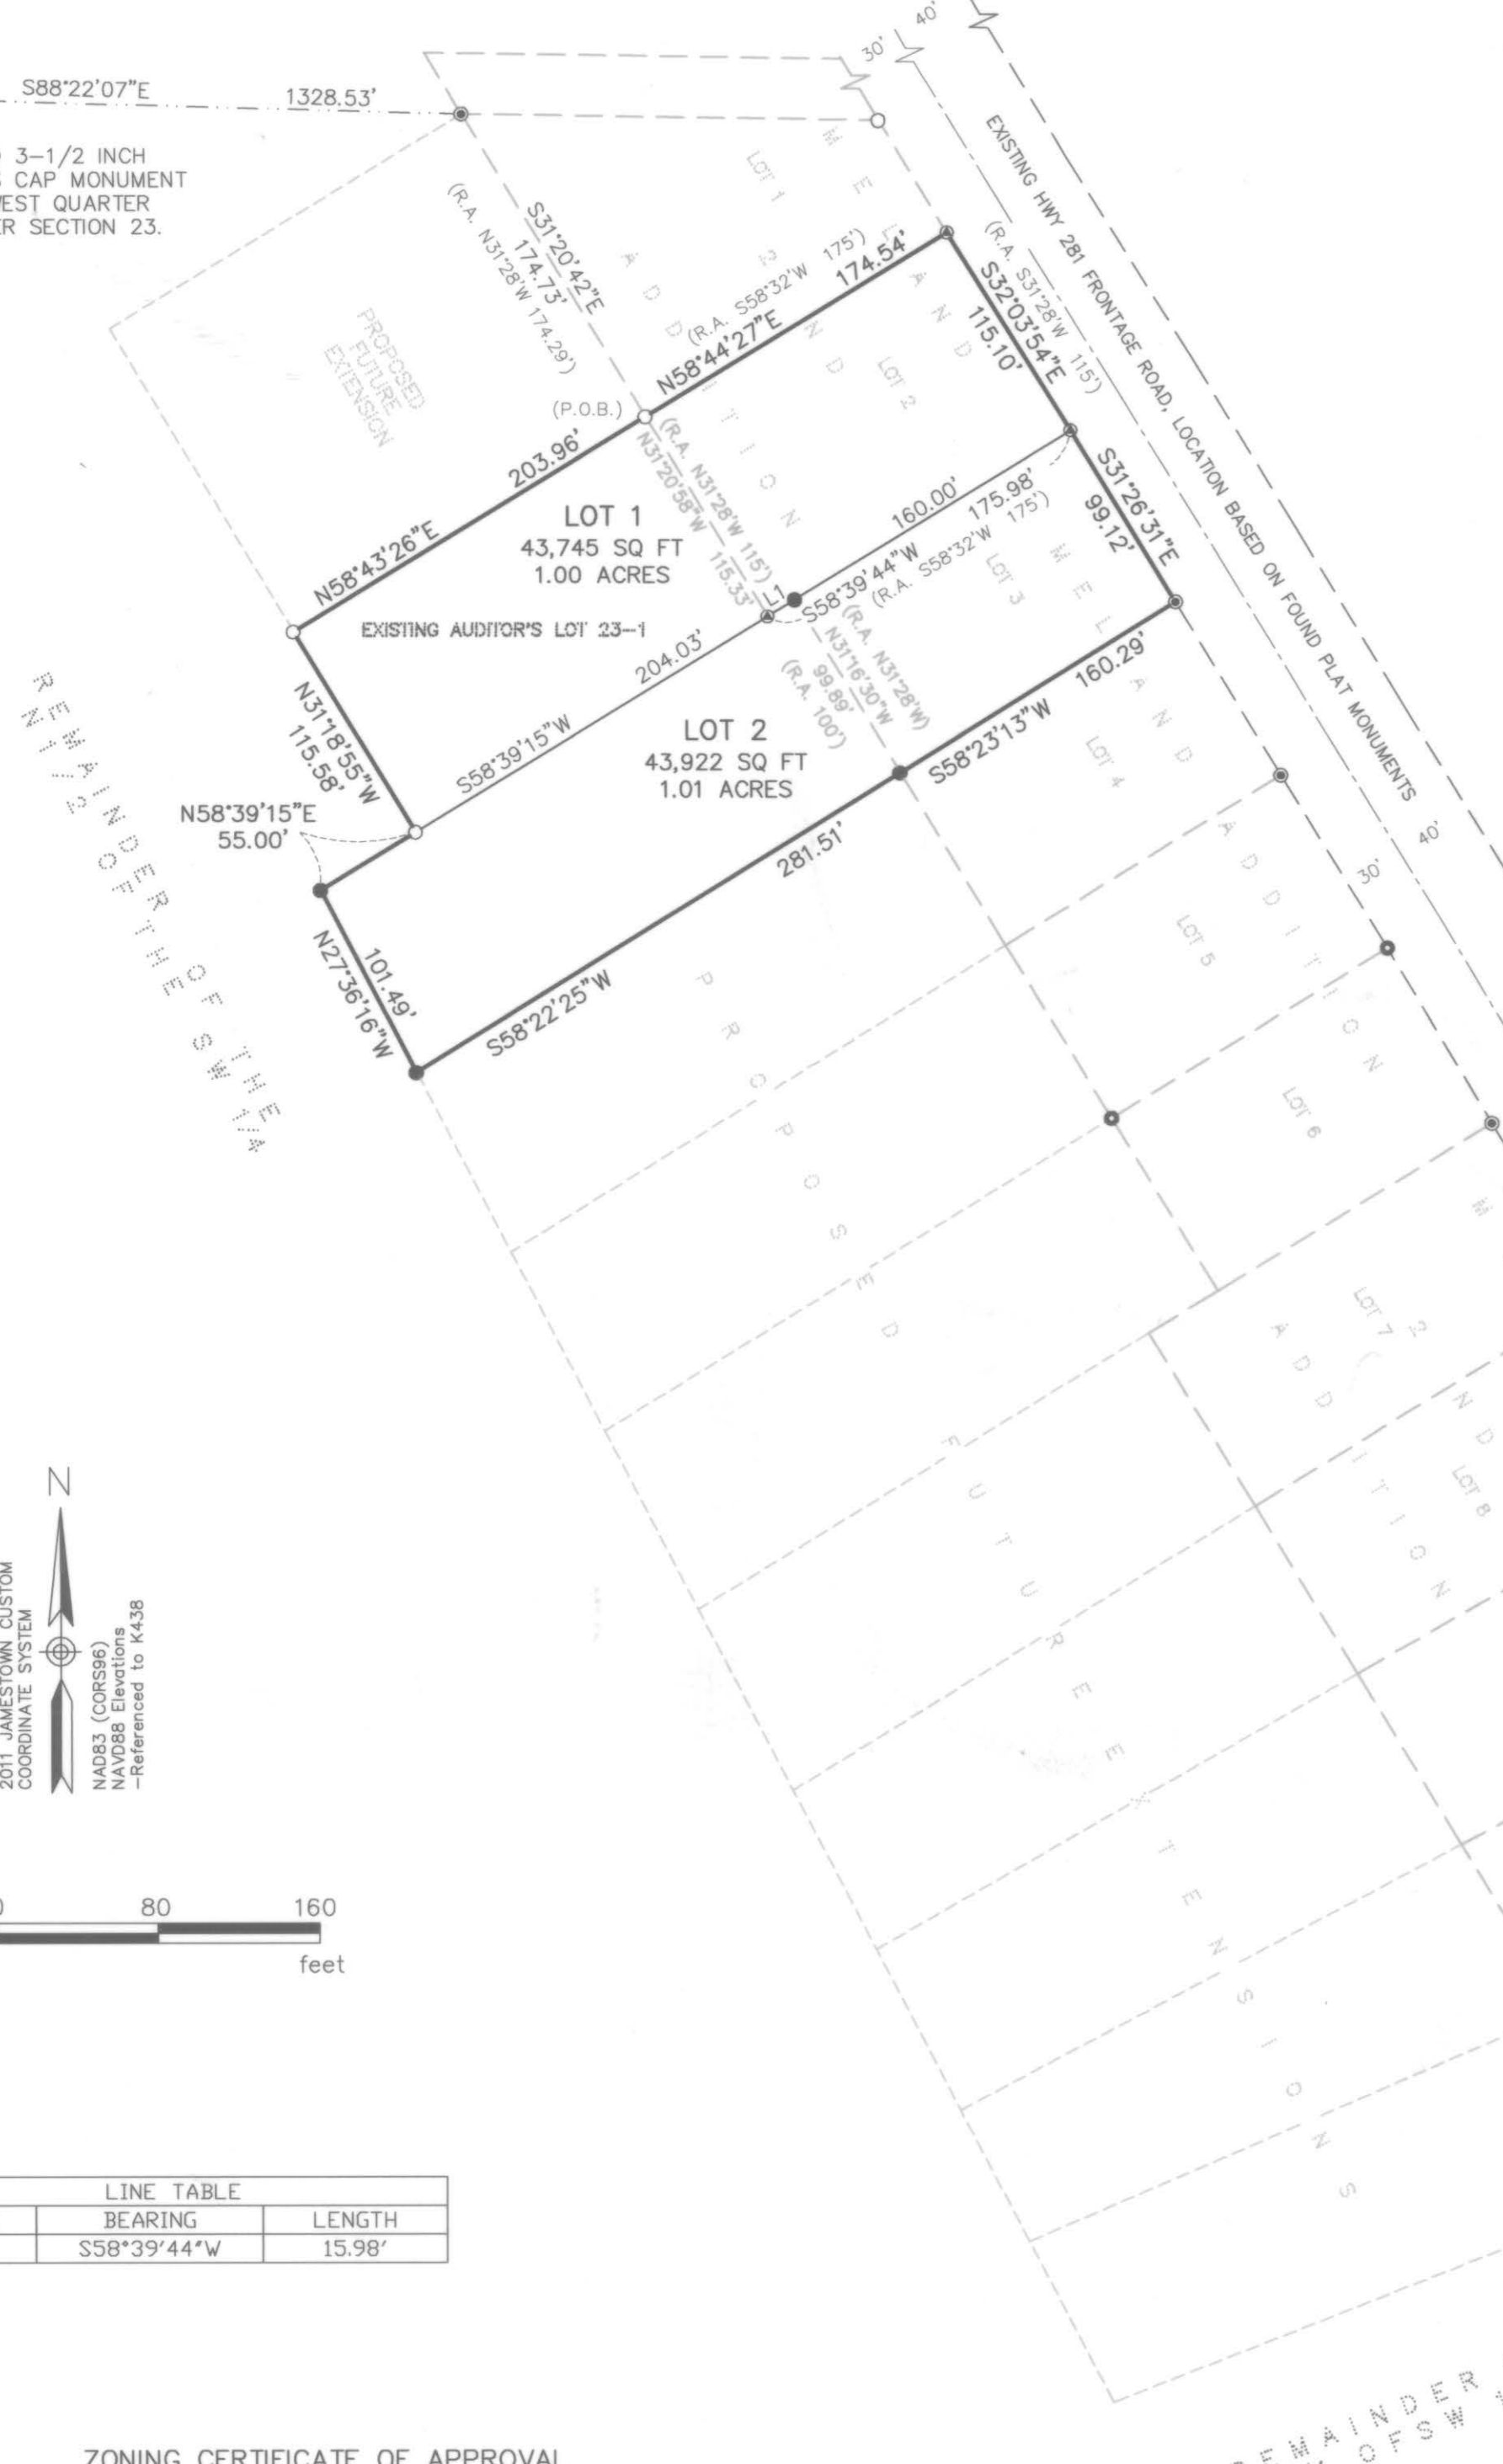 40'
30'
S88°22'07"E 1328.53'
3-1/2 INCH
CAP MONUMENT
QUARTER
SECTION 23.
EXISTING HWY 281 FRONTAGE ROAD, LOCATION BASED ON FOUND PLAT MONUMENTS
MELAND
2ND
ADDITION
LOT 1
S31°20'42"E
174.73'
(R.A. N31°28'W 174.29')
PROPOSED
FUTURE
EXTENSION
(R.A. S58°32'W 175')
N58°44'27"E 174.54'
(R.A. S31°28'W 115')
S32°03'54"E
115.10'
LOT 2
(P.O.B.)
N58°43'26"E 203.96'
(R.A. N31°28'W 115')
N31°20'58"W 115.33'
LOT 1
43,745 SQ FT
1.00 ACRES
EXISTING AUDITOR'S LOT 23-1
160.00'
L1
S58°39'44"W 175.98'
(R.A. S58°32'W 175')
S31°26'31"E
99.12'
LOT 3
MELAND
ADDITION
S58°39'15"W 204.03'
(R.A. N31°28'W)
N31°16'30"W
99.89'
(R.A. 100')
N31°18'55"W
115.58'
N58°39'15"E
55.00'
LOT 2
43,922 SQ FT
1.01 ACRES
S58°23'13"W 160.29'
S58°22'25"W 281.51'
101.49'
N27°36'16"W
REMAINDER OF THE
N 1/2 OF THE SW 1/4
LOT 4
40'
30'
LOT 5
LOT 6
M
LOT 7
2ND
ADDITION
LOT 8
PROPOSED FUTURE EXTENSIONS
N
2011 JAMESTOWN CUSTOM
COORDINATE SYSTEM
NAD83 (CORS96)
NAVD88 Elevations
-Referenced to K438
80 160
feet
LINE TABLE
BEARING LENGTH
S58°39'44"W 15.98'
ZONING CERTIFICATE OF APPROVAL